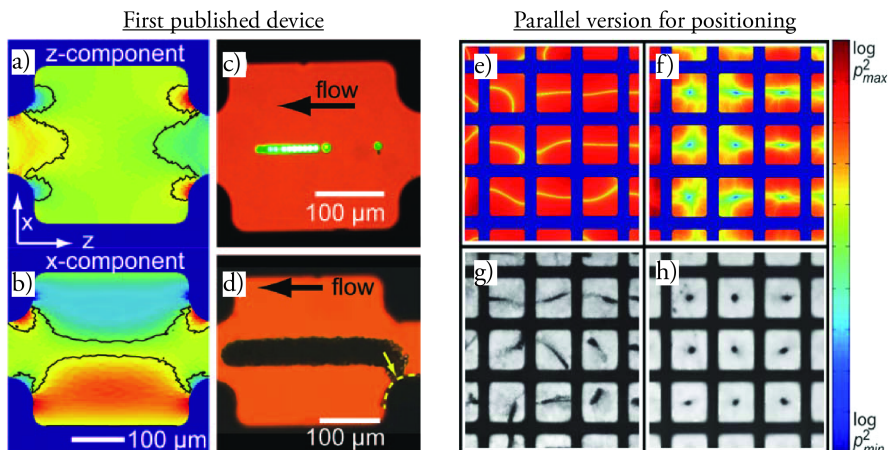 First published device
Parallel version for positioning
a)
z-component
x
z
b)
x-component
100 µm
c)
flow
100 µm
d)
flow
100 µm
e)
f)
g)
h)
log
p²max
log
p²min